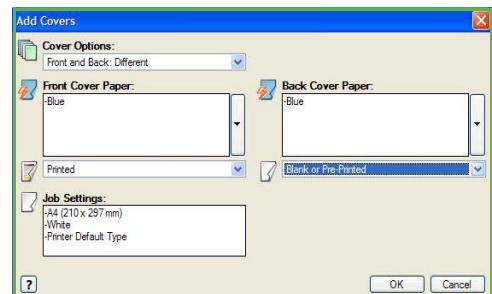 Add Covers
Cover Options:
Front and Back: Different
Front Cover Paper:
-Blue
Back Cover Paper:
-Blue
Printed
Blank or Pre-Printed
Job Settings:
-A4 (210 x 297 mm)
-White
-Printer Default Type
?
OK
Cancel